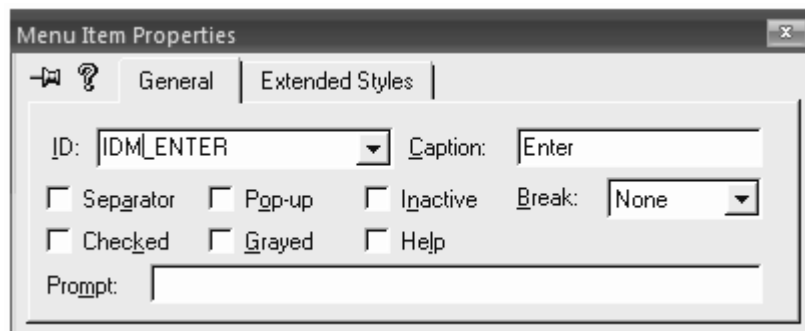 Menu Item Properties
General Extended Styles
ID: IDM_ENTER Caption: Enter
Separator Pop-up Inactive Break: None
Checked Grayed Help
Prompt: